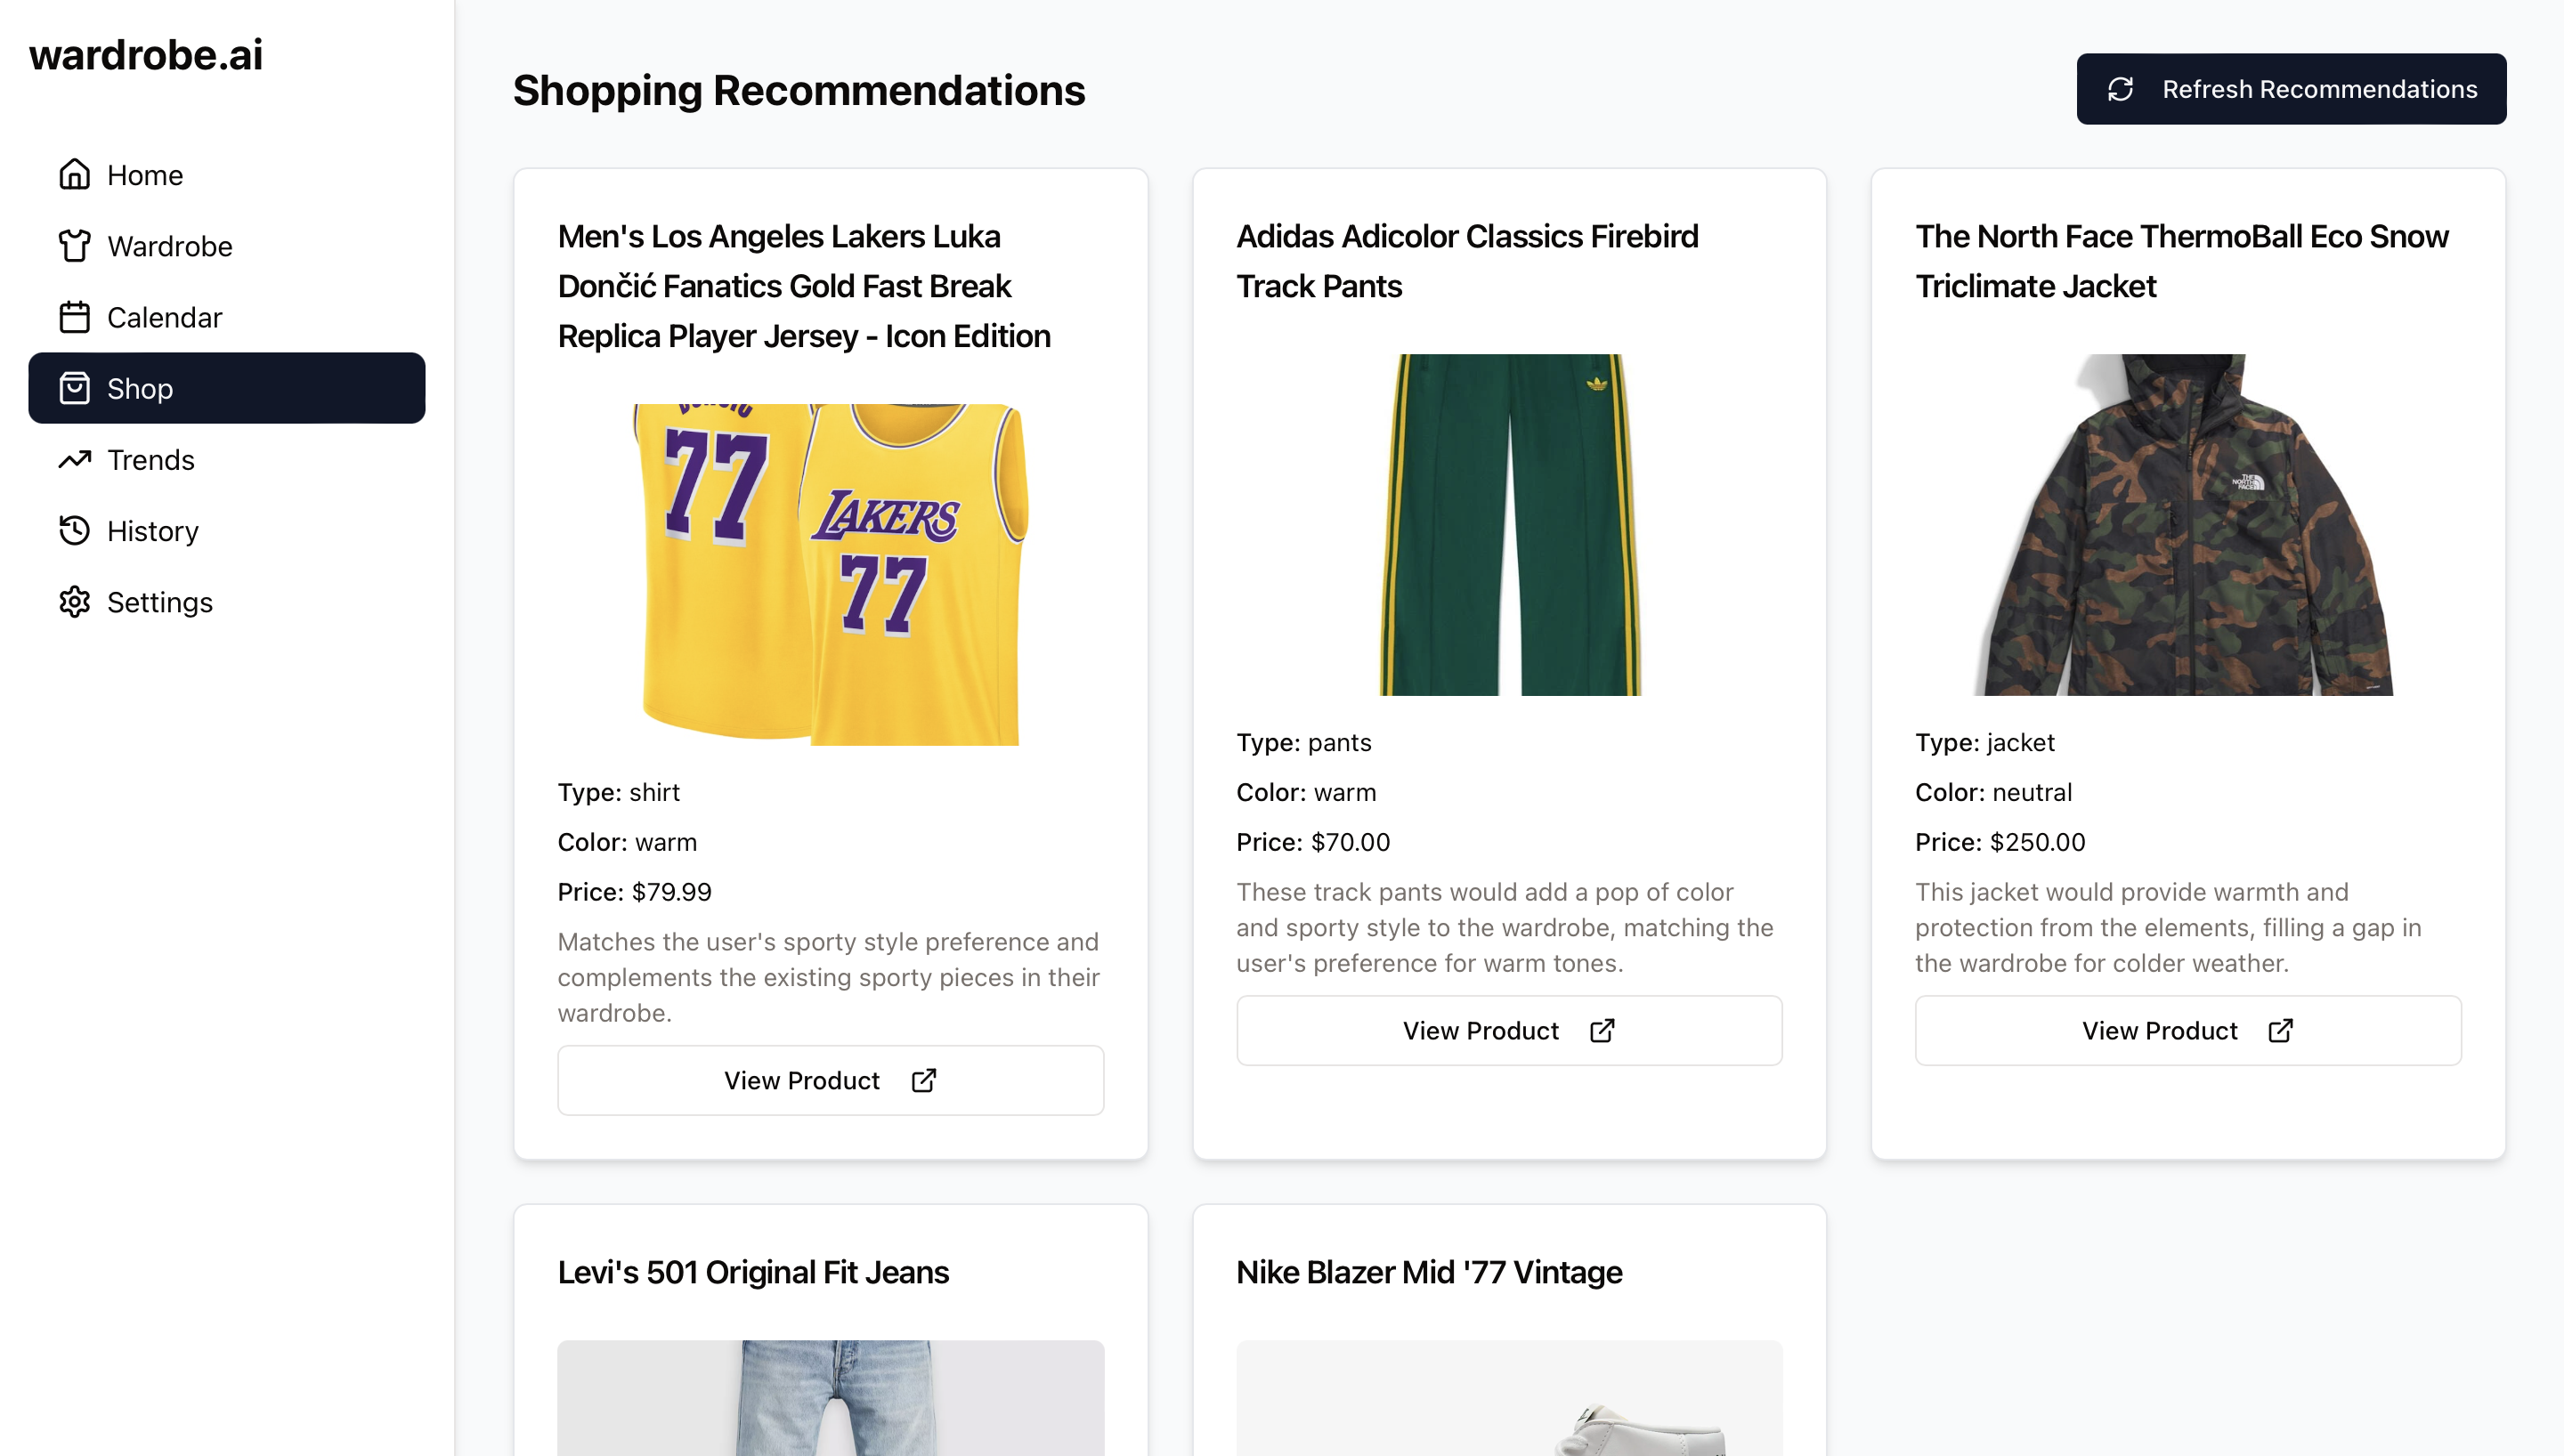 wardrobe.ai
Home
Wardrobe
Calendar
Shop
Trends
History
Settings
Shopping Recommendations
Refresh Recommendations
Men's Los Angeles Lakers Luka
Dončić Fanatics Gold Fast Break
Replica Player Jersey - Icon Edition
77
LAKERS
77
Type: shirt
Color: warm
Price: $79.99
Matches the user's sporty style preference and
complements the existing sporty pieces in their
wardrobe.
View Product
Adidas Adicolor Classics Firebird
Track Pants
Type: pants
Color: warm
Price: $70.00
These track pants would add a pop of color
and sporty style to the wardrobe, matching the
user's preference for warm tones.
View Product
The North Face ThermoBall Eco Snow
Triclimate Jacket
THE
NORTH
FACE
Type: jacket
Color: neutral
Price: $250.00
This jacket would provide warmth and
protection from the elements, filling a gap in
the wardrobe for colder weather.
View Product
Levi's 501 Original Fit Jeans
Nike Blazer Mid '77 Vintage